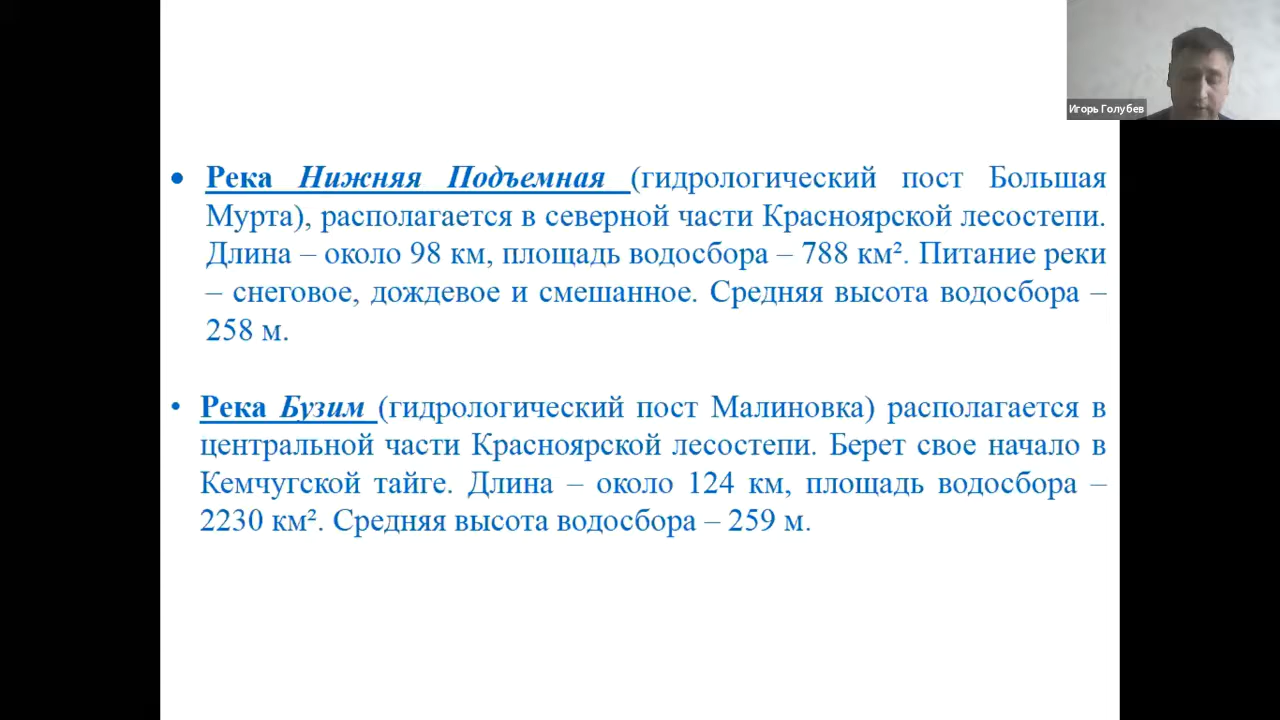 Игорь Голубев
• Река Нижняя Подъемная (гидрологический пост Большая
Мурта), располагается в северной части Красноярской лесостепи.
Длина – около 98 км, площадь водосбора – 788 км². Питание реки
– снеговое, дождевое и смешанное. Средняя высота водосбора –
258 м.
• Река Бузим (гидрологический пост Малиновка) располагается в
центральной части Красноярской лесостепи. Берет свое начало в
Кемчугской тайге. Длина – около 124 км, площадь водосбора –
2230 км². Средняя высота водосбора – 259 м.